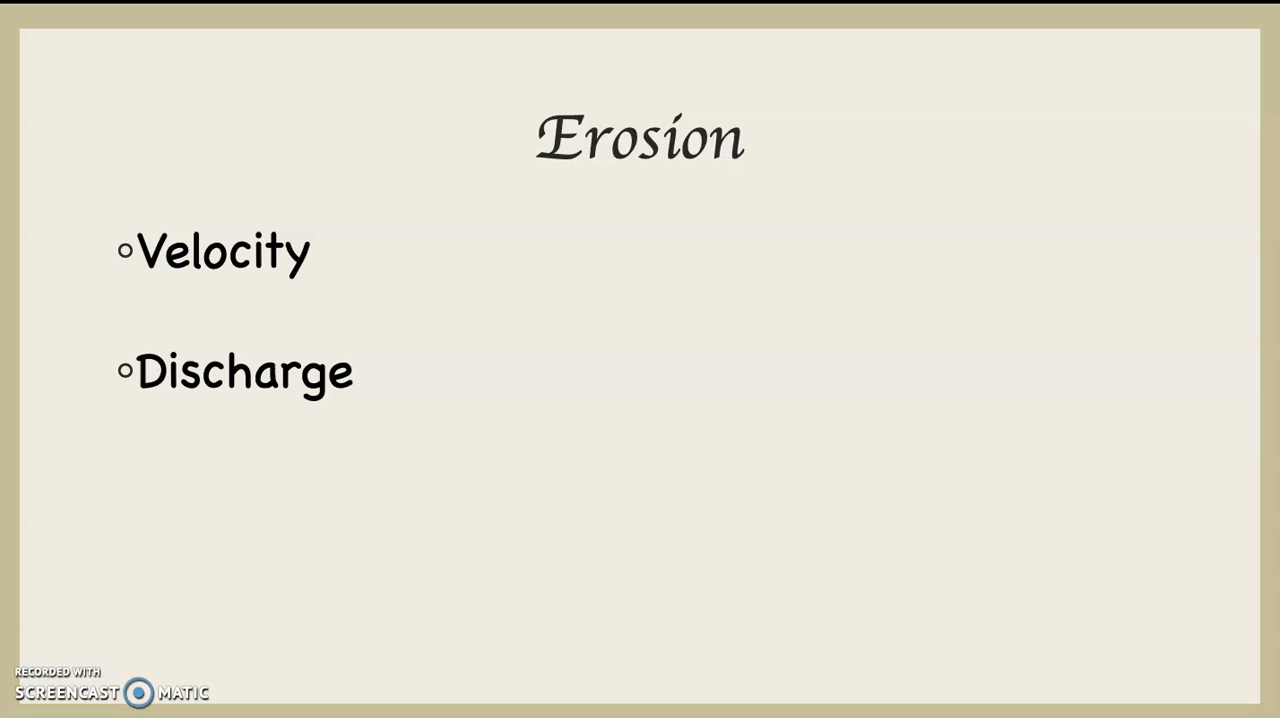 Erosion
Velocity
Discharge
RECORDED WITH
SCREENCAST MATIC